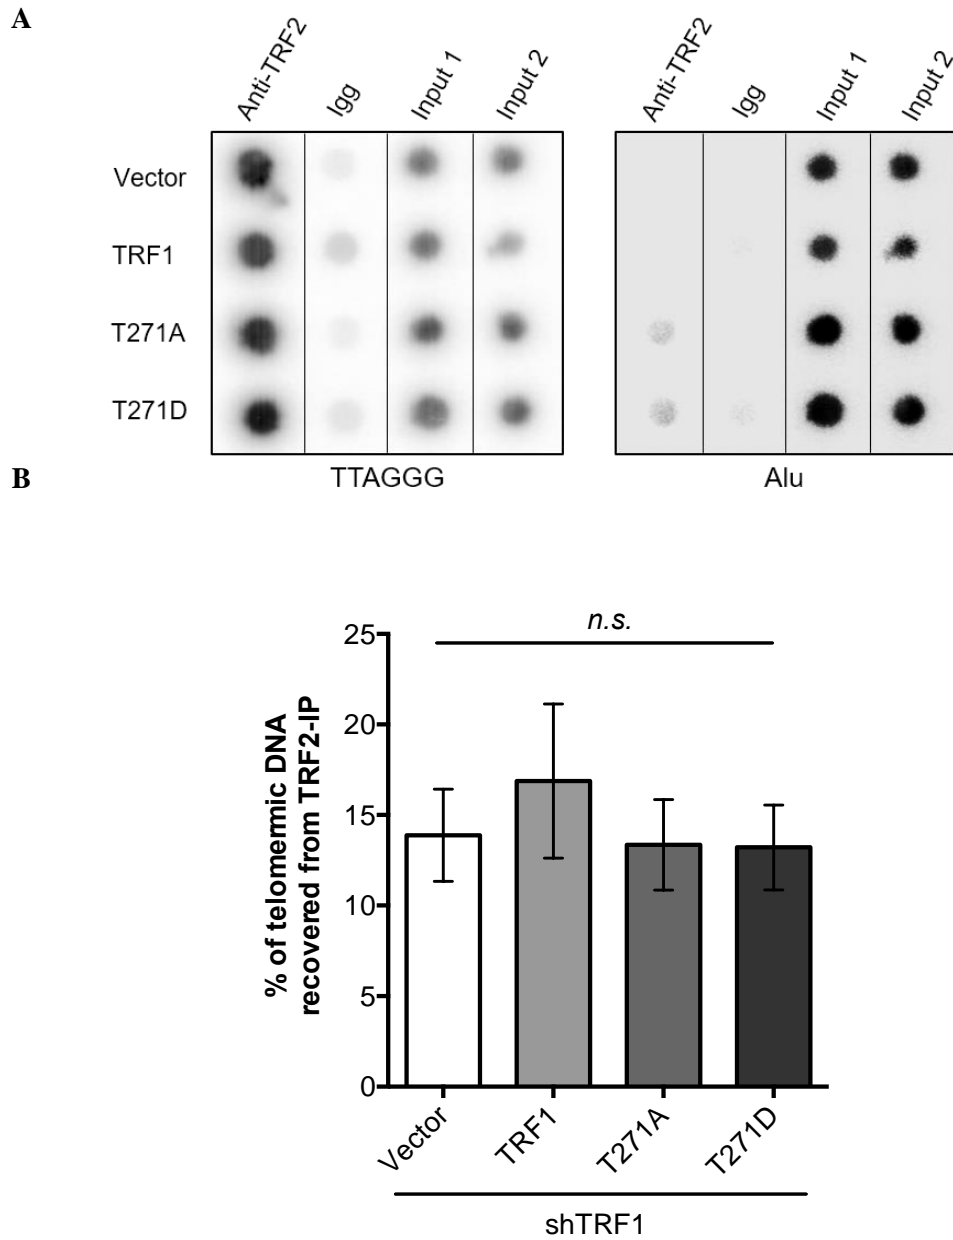 A
Anti-TRF2 Igg Input 1 Input 2 Anti-TRF2 Igg Input 1 Input 2
Vector
TRF1
T271A
T271D
TTAGGG Alu
B
n.s.
% of telomermic DNA
recovered from TRF2-IP
25
20
15
10
5
0
Vector TRF1 T271A T271D
shTRF1